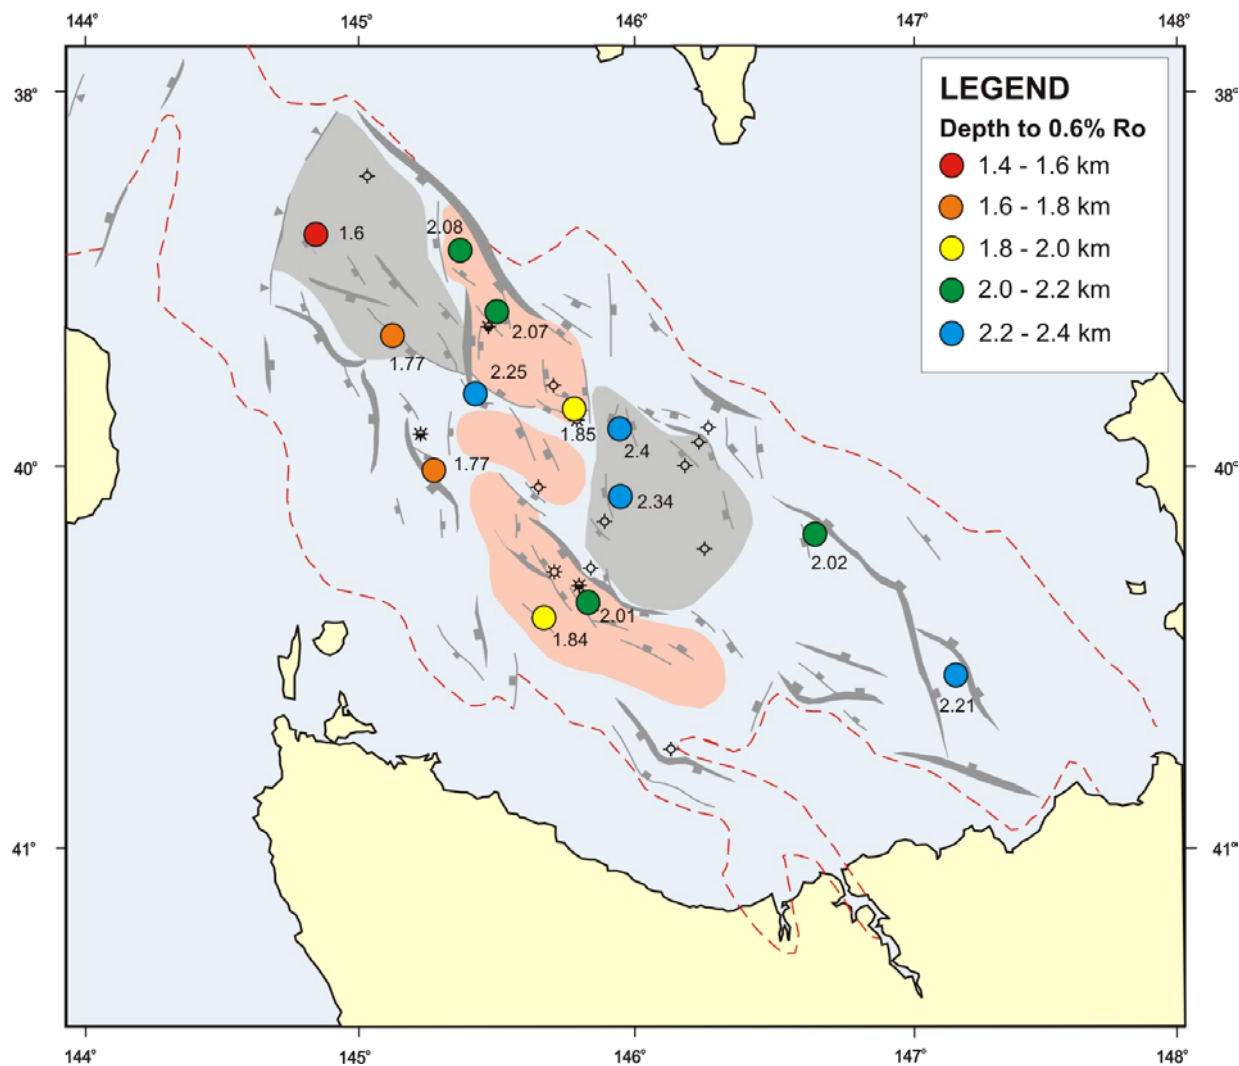 144° 145° 146° 147° 148°
38° 38°
LEGEND
Depth to 0.6% Ro
1.4 - 1.6 km
1.6 - 1.8 km
1.8 - 2.0 km
2.0 - 2.2 km
2.2 - 2.4 km
1.6
2.08
2.07
1.77
2.25
1.85
2.4
40° 40°
1.77
2.34
2.02
2.01
1.84
2.21
41° 41°
144° 145° 146° 147° 148°